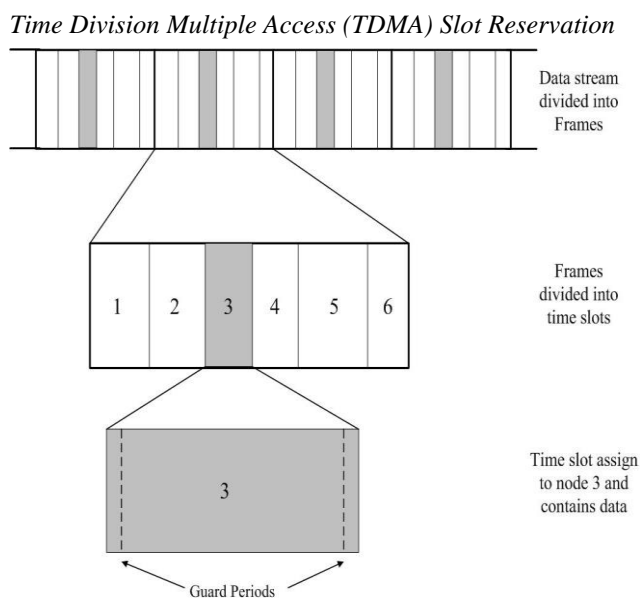 Time Division Multiple Access (TDMA) Slot Reservation
Data stream
divided into
Frames
1 2 3 4 5 6
Frames
divided into
time slots
3
Time slot assign
to node 3 and
contains data
Guard Periods